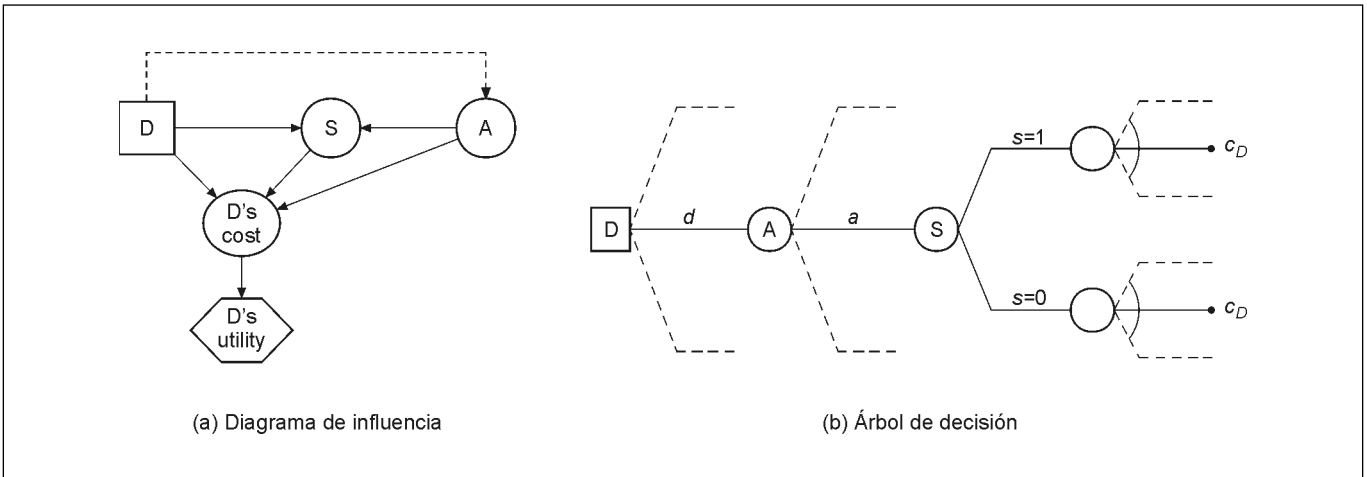 D
S
A
D's
cost
D's
utility
(a) Diagrama de influencia
D
d
A
a
S
s=1
c_D
s=0
c_D
(b) Árbol de decisión